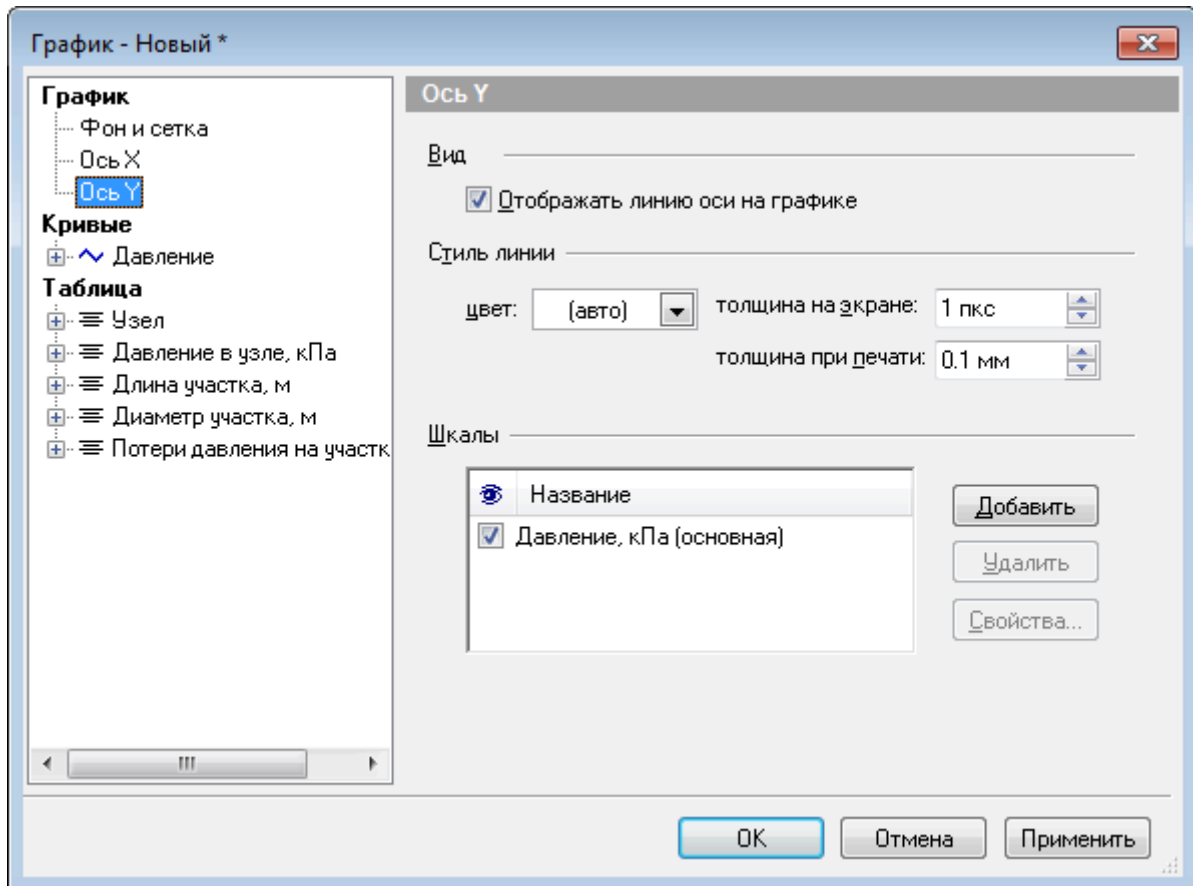 График - Новый *
График
Фон и сетка
Ось X
Ось Y
Кривые
Давление
Таблица
Узел
Давление в узле, кПа
Длина участка, м
Диаметр участка, м
Потери давления на участк
Ось Y
Вид
Отображать линию оси на графике
Стиль линии
цвет: (авто) толщина на экране: 1 пкс
толщина при печати: 0.1 мм
Шкалы
Название
Давление, кПа (основная)
Добавить
Удалить
Свойства...
OK Отмена Применить